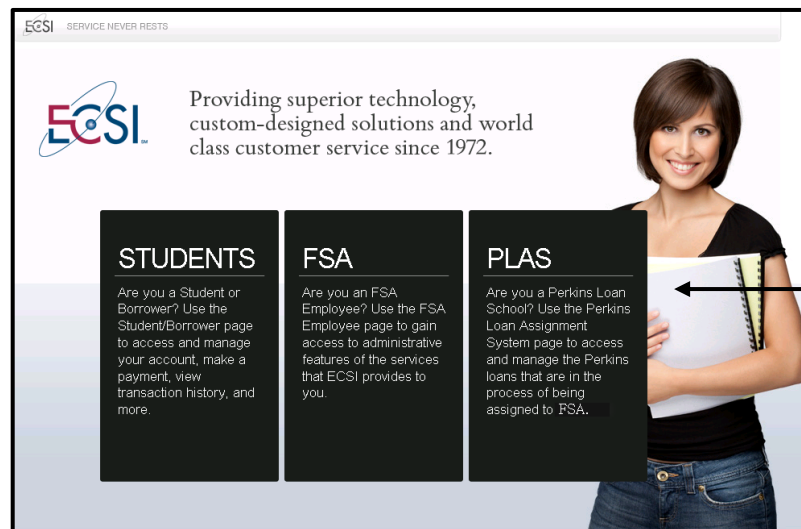 ECSI SERVICE NEVER RESTS
ECSI SM
Providing superior technology,
custom-designed solutions and world
class customer service since 1972.
STUDENTS
Are you a Student or
Borrower? Use the
Student/Borrower page
to access and manage
your account, make a
payment, view
transaction history, and
more.
FSA
Are you an FSA
Employee? Use the FSA
Employee page to gain
access to administrative
features of the services
that ECSI provides to
you.
PLAS
Are you a Perkins Loan
School? Use the Perkins
Loan Assignment
System page to access
and manage the Perkins
loans that are in the
process of being
assigned to FSA.